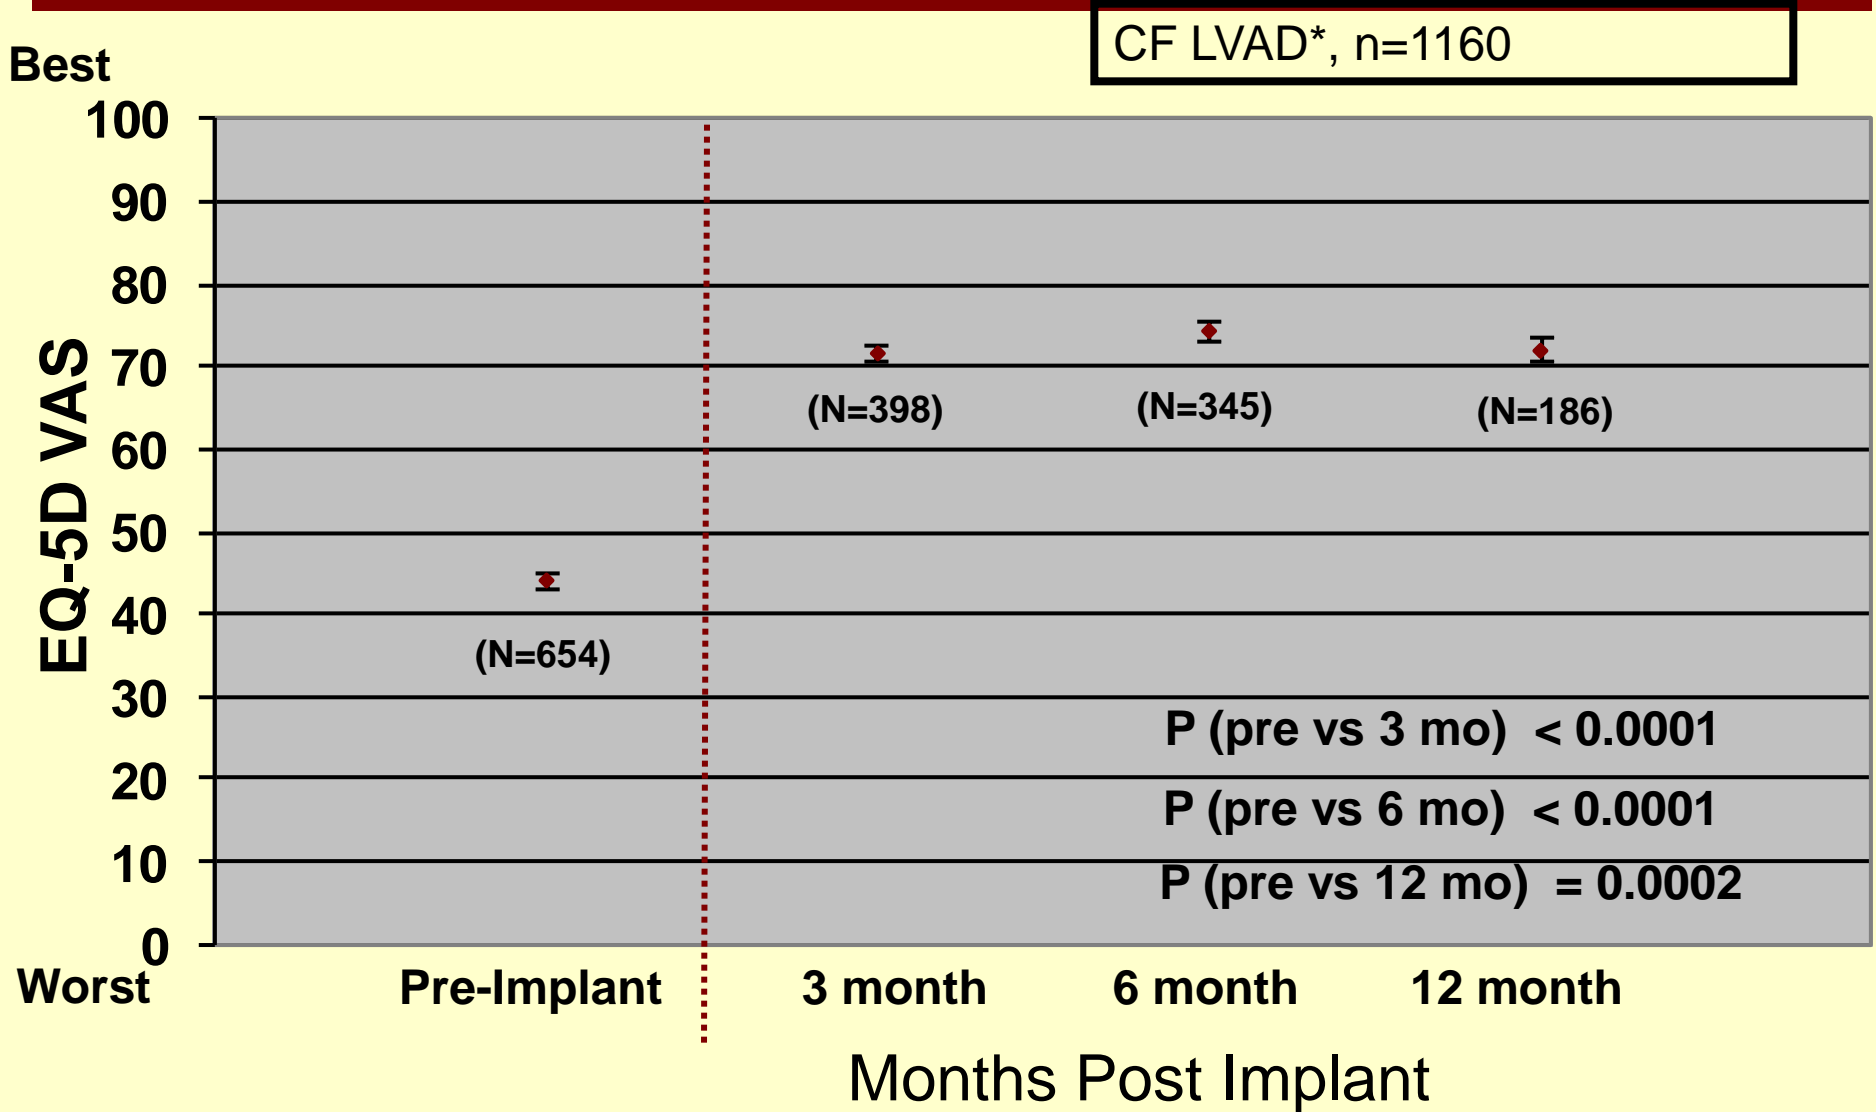 CF LVAD*, n=1160
Best
100
90
80
70
60
50
40
30
20
10
0
Worst
EQ-5D VAS
(N=654)
(N=398)
(N=345)
(N=186)
P (pre vs 3 mo) < 0.0001
P (pre vs 6 mo) < 0.0001
P (pre vs 12 mo) = 0.0002
Pre-Implant
3 month
6 month
12 month
Months Post Implant